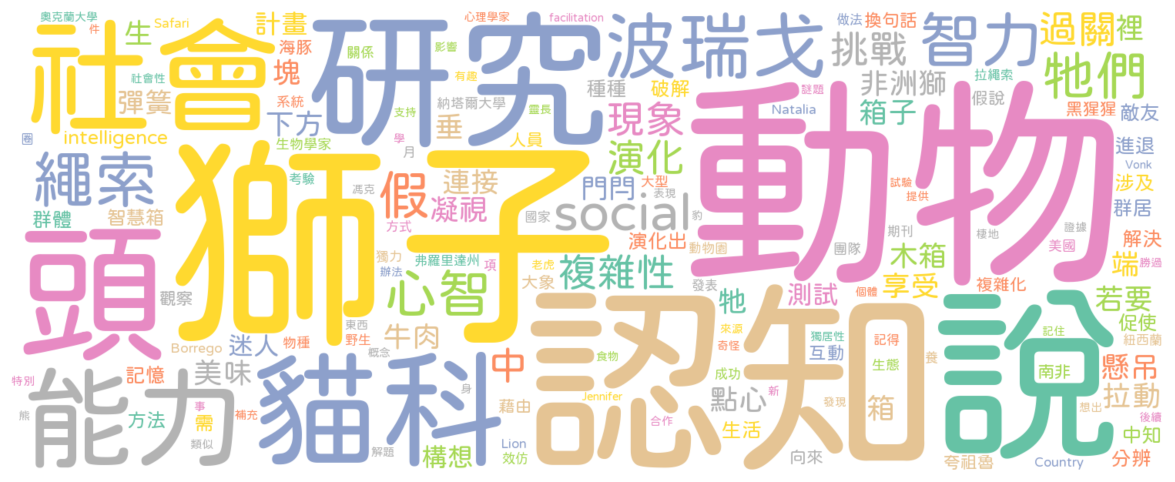 奧克蘭大學
件
Safari
生
計畫
海豚
塊
社會
研究
心理學家
facilitation
波瑞戈
做法
換句話
挑戰
智力
過關
裡
牠們
社會性
彈簧
系統
關係
影響
有趣
納塔爾大學
支持
靈長
種種
破解
謎題
Natalia
非洲獅
拉繩索
假說
箱子
黑猩猩
敵友
圈
intelligence
下方
生物學家
學
月
垂
人員
現象
演化
動物
進退
Vonk
涉及
繩索
獅子
考驗
馮克
假
連接
凝視
方式
國家
門閂
大型
表現
social
試驗
提供
群居
群體
智慧箱
豹
期刊
證據
棲地
演化出
團隊
木箱
美國
解決
勝過
頭
觀察
獨力
辦法
弗羅里達州
項
老虎
大象
心智
複雜性
動物園
發表
牠
測試
個體
享受
複雜化
端
若要
促使
紐西蘭
東西
野生
概念
牛肉
物種
Borrego
迷人
來源
奇怪
獨居性
互動
記得
生態
養
認知
說
記住
南非
懸吊
特別
能力
記憶
美味
貓科
中
身
食物
Jennifer
成功
新
點心
箱
拉動
想出
後續
熊
方法
事
需
補充
類似
解題
構想
藉由
Lion
效仿
合作
生活
發現
向來
夸祖魯
Country
中知
分辨